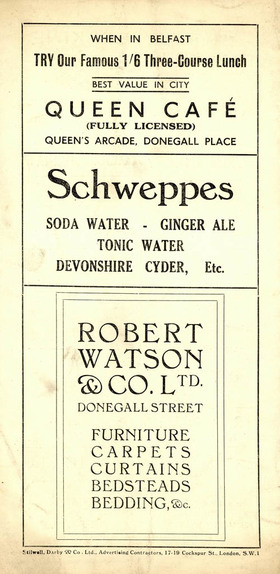 WHEN IN BELFAST
TRY Our Famous 1/6 Three-Course Lunch
BEST VALUE IN CITY
QUEEN CAFÉ
(FULLY LICENSED)
QUEEN'S ARCADE, DONEGALL PLACE
Schweppes
SODA WATER - GINGER ALE
TONIC WATER
DEVONSHIRE CYDER, Etc.
ROBERT
WATSON
& CO. LTD.
DONEGALL STREET
FURNITURE
CARPETS
CURTAINS
BEDSTEADS
BEDDING, &c.
Stilwell, Darby & Co. Ltd., Advertising Contractors, 17-19 Cockspur St., London, S.W.1